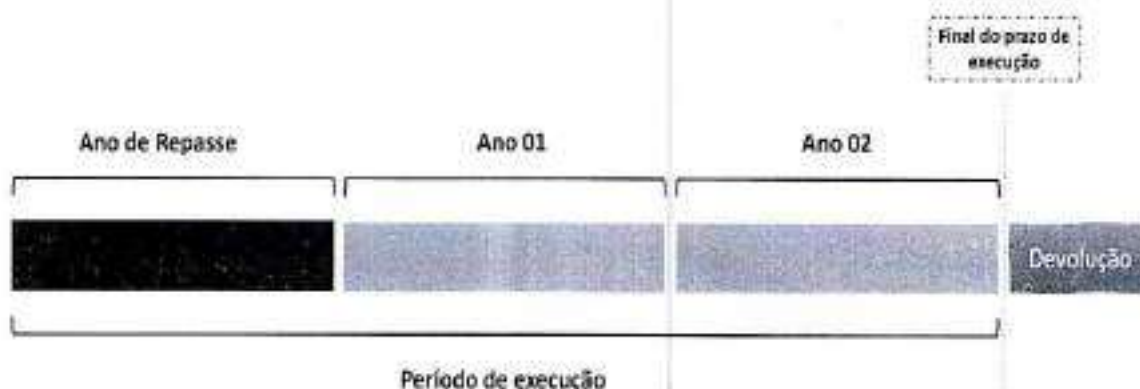 Final do prazo de
execução
Ano de Repasse
Ano 01
Ano 02
Devolução
Período de execução